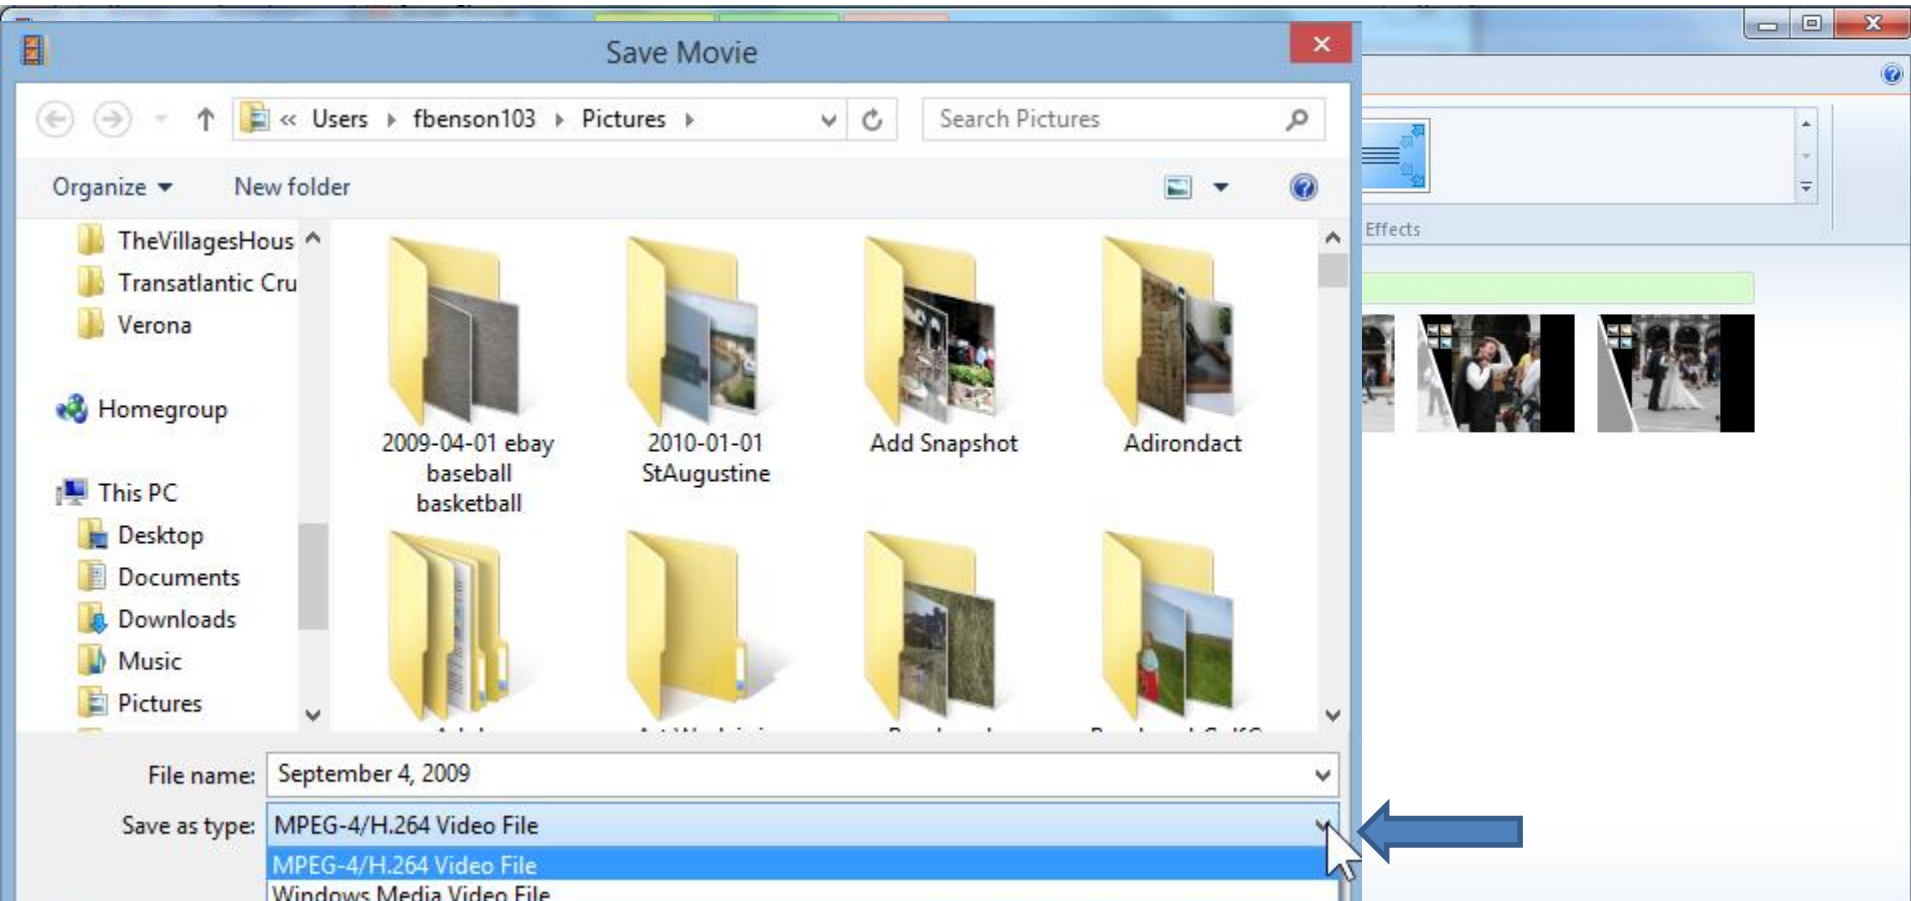 Save Movie
« Users Fbenson103 Pictures
Search Pictures
Organize
New folder
TheVillagesHous
Transatlantic Cru
Verona
Homegroup
This PC
Desktop
Documents
Downloads
Music
Pictures
2009-04-01 ebay
baseball
basketball
2010-01-01
StAugustine
Add Snapshot
Adirondact
Effects
File name: September 4, 2009
Save as type: MPEG-4/H.264 Video File
MPEG-4/H.264 Video File
Windows Media Video File